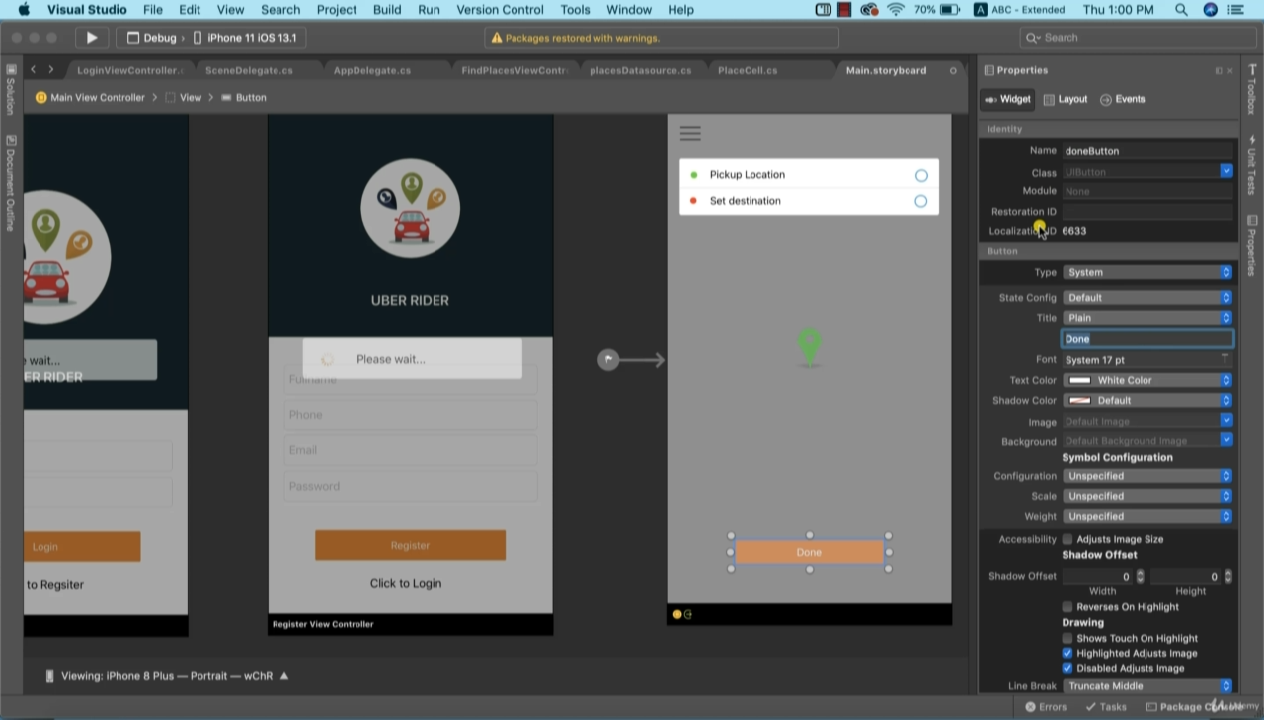 Visual Studio File Edit View Search Project Build Run Version Control Tools Window Help 70% A ABC - Extended Thu 1:00 PM
Debug › iPhone 11 iOS 13.1 Packages restored with warnings. Search
LoginViewController.c SceneDelegate.cs AppDelegate.cs FindPlacesViewContr placesDatasource.cs PlaceCell.cs Main.storyboard
Main View Controller > View > Button
Solution
Document Outline
wait...
ER RIDER
Login
to Regsiter
UBER RIDER
Please wait...
Fullname
Phone
Email
Password
Register
Click to Login
Register View Controller
Pickup Location
Set destination
Done
Viewing: iPhone 8 Plus — Portrait — wChR
Properties
Widget Layout Events
Identity
Name doneButton
Class UIButton
Module None
Restoration ID
Localization ID 6633
Button
Type System
State Config Default
Title Plain
Done
Font System 17 pt
Text Color White Color
Shadow Color Default
Image Default Image
Background Default Background Image
Symbol Configuration
Configuration Unspecified
Scale Unspecified
Weight Unspecified
Accessibility Adjusts Image Size
Shadow Offset
Shadow Offset 0 0
Width Height
Reverses On Highlight
Drawing
Shows Touch On Highlight
Highlighted Adjusts Image
Disabled Adjusts Image
Line Break Truncate Middle
Toolbox
Unit Tests
Properties
Errors Tasks Package Console